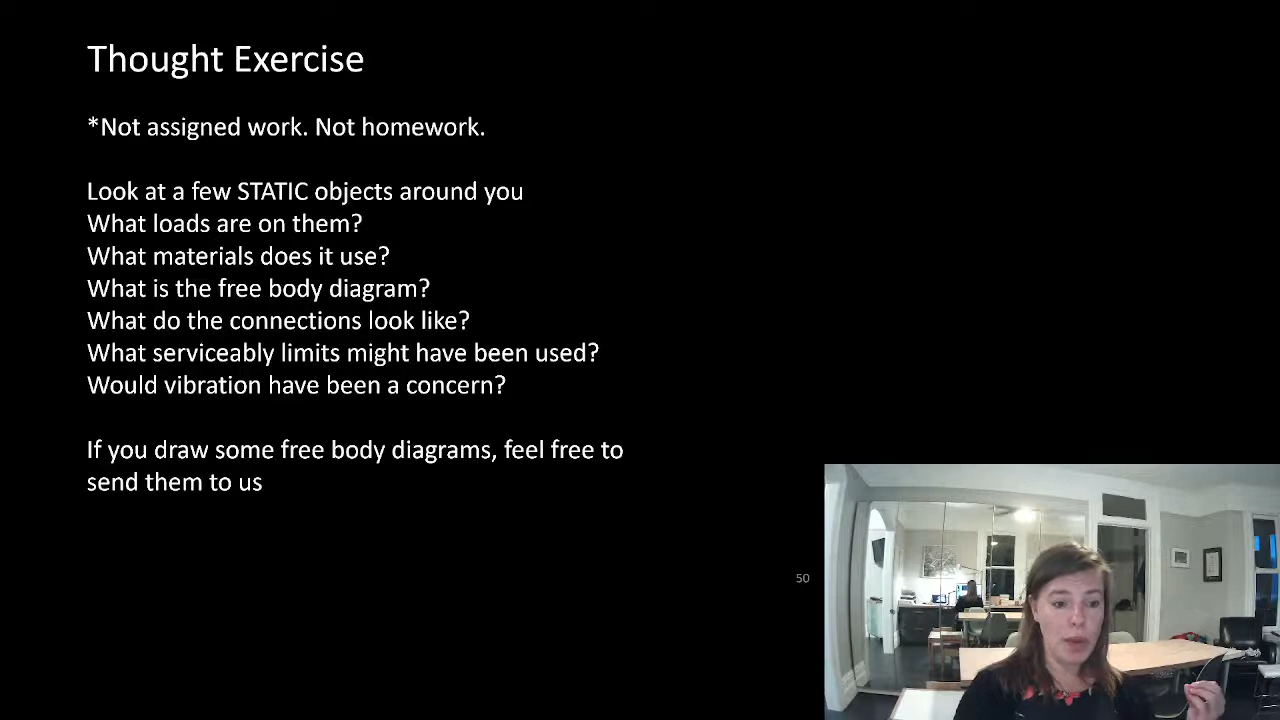 Thought Exercise
*Not assigned work. Not homework.
Look at a few STATIC objects around you
What loads are on them?
What materials does it use?
What is the free body diagram?
What do the connections look like?
What serviceably limits might have been used?
Would vibration have been a concern?
If you draw some free body diagrams, feel free to
send them to us
50